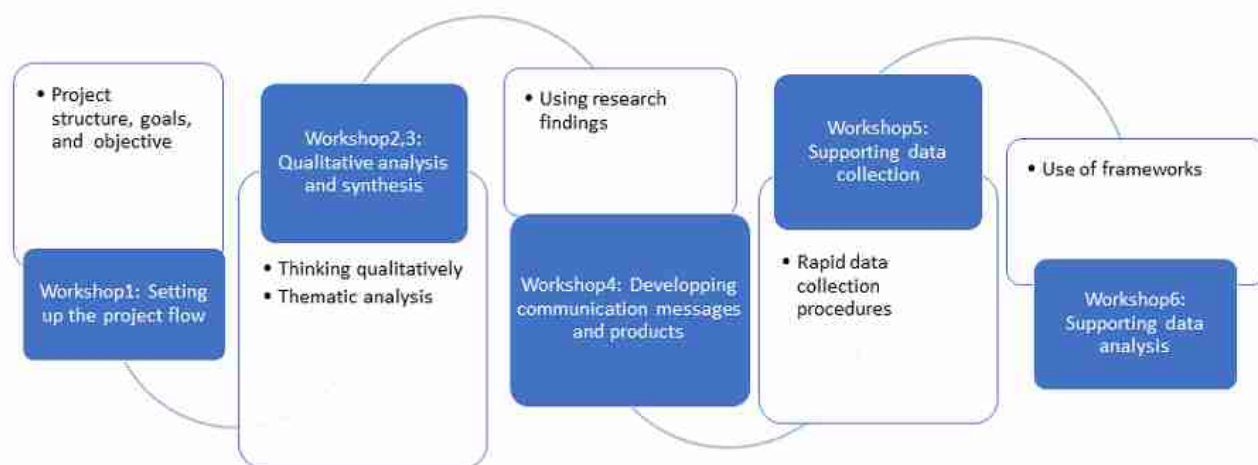 • Project
structure, goals,
and objective
Workshop1: Setting
up the project flow
Workshop2,3:
Qualitative analysis
and synthesis
• Thinking qualitatively
• Thematic analysis
• Using research
findings
Workshop4: Developping
communication messages
and products
Workshop5:
Supporting data
collection
• Rapid data
collection
procedures
• Use of frameworks
Workshop6:
Supporting data
analysis